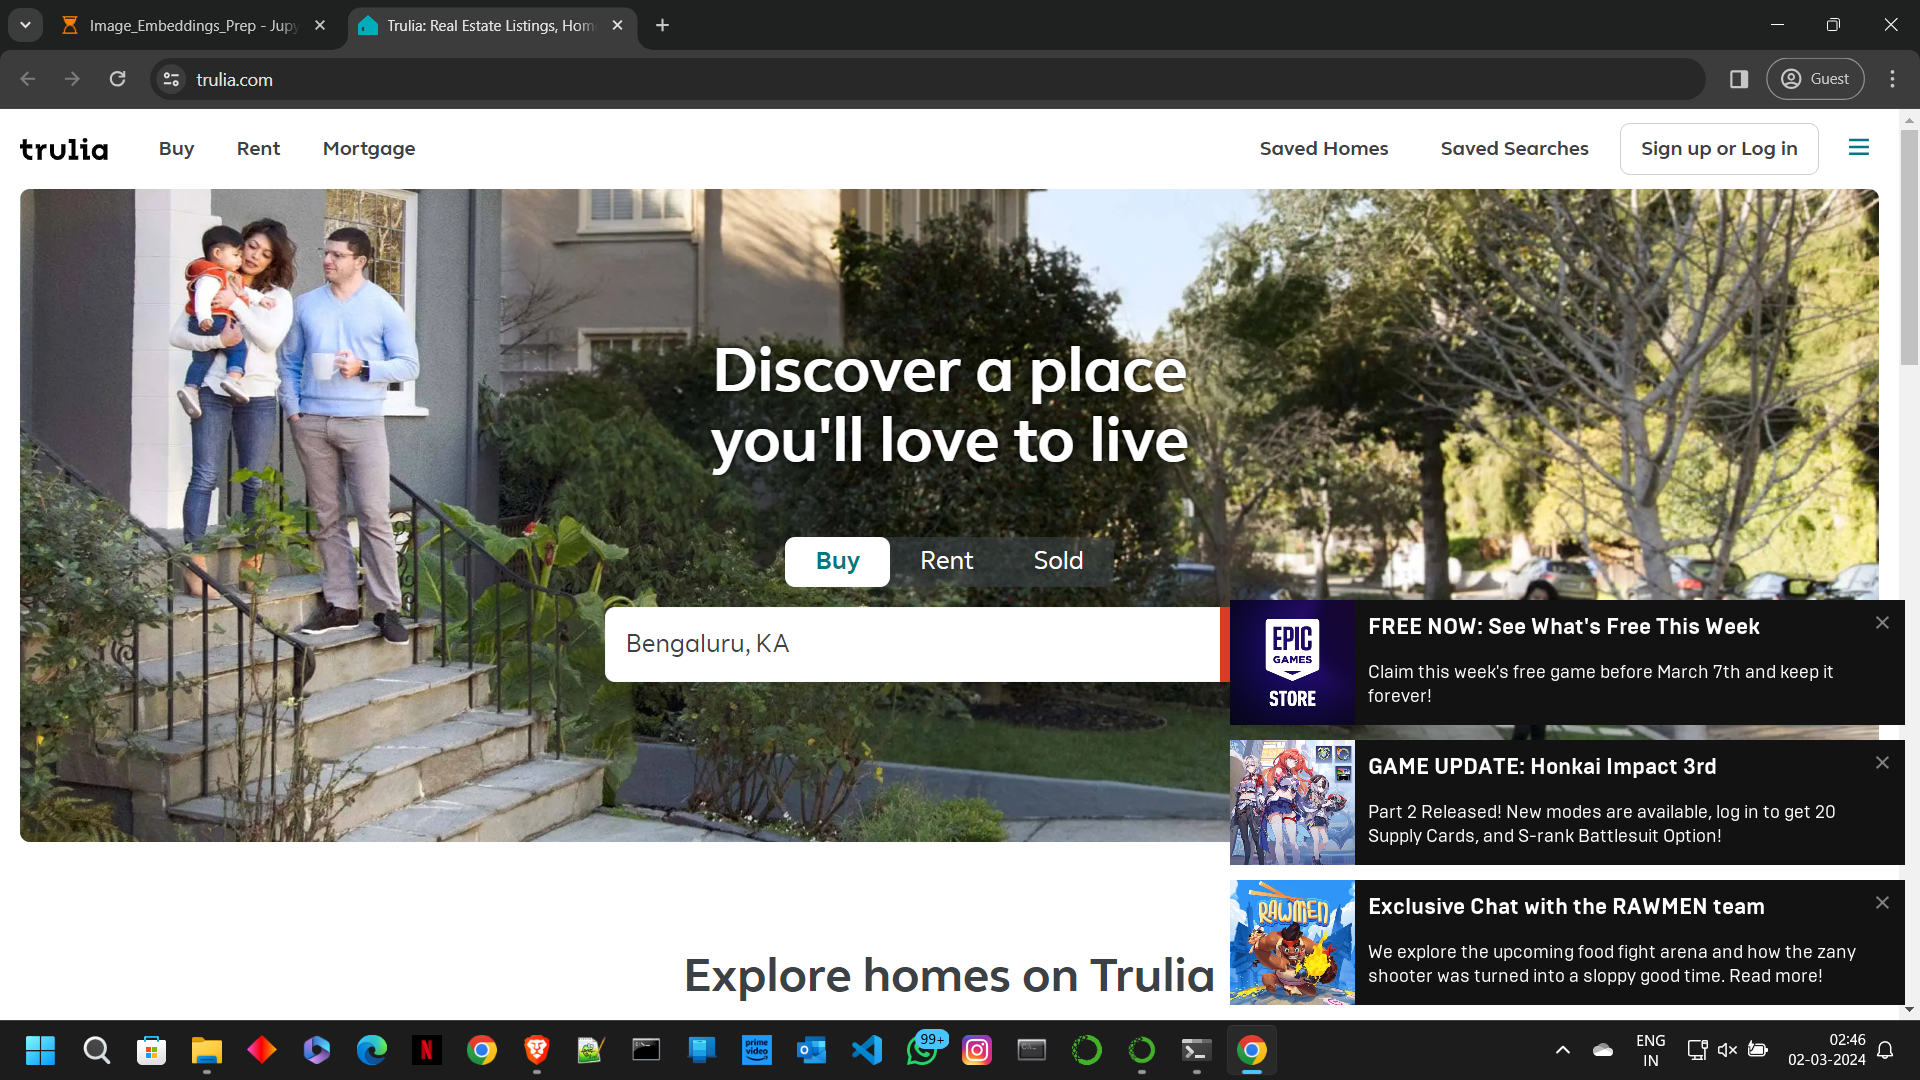 Image_Embeddings_Prep - Jup
Trulia: Real Estate Listings, Hom
trulia.com
Guest
trulia
Buy
Rent
Mortgage
Saved Homes
Saved Searches
Sign up or Log in
Discover a place
you'll love to live
Buy
Rent
Sold
Bengaluru, KA
EPIC
GAMES
STORE
FREE NOW: See What's Free This Week
Claim this week's free game before March 7th and keep it
forever!
GAME UPDATE: Honkai Impact 3rd
Part 2 Released! New modes are available, log in to get 20
Supply Cards, and S-rank Battlesuit Option!
RAWMEN
Exclusive Chat with the RAWMEN team
We explore the upcoming food fight arena and how the zany
shooter was turned into a sloppy good time. Read more!
Explore homes on Trulia
N
prime
video
99+
ENG
IN
02:46
02-03-2024